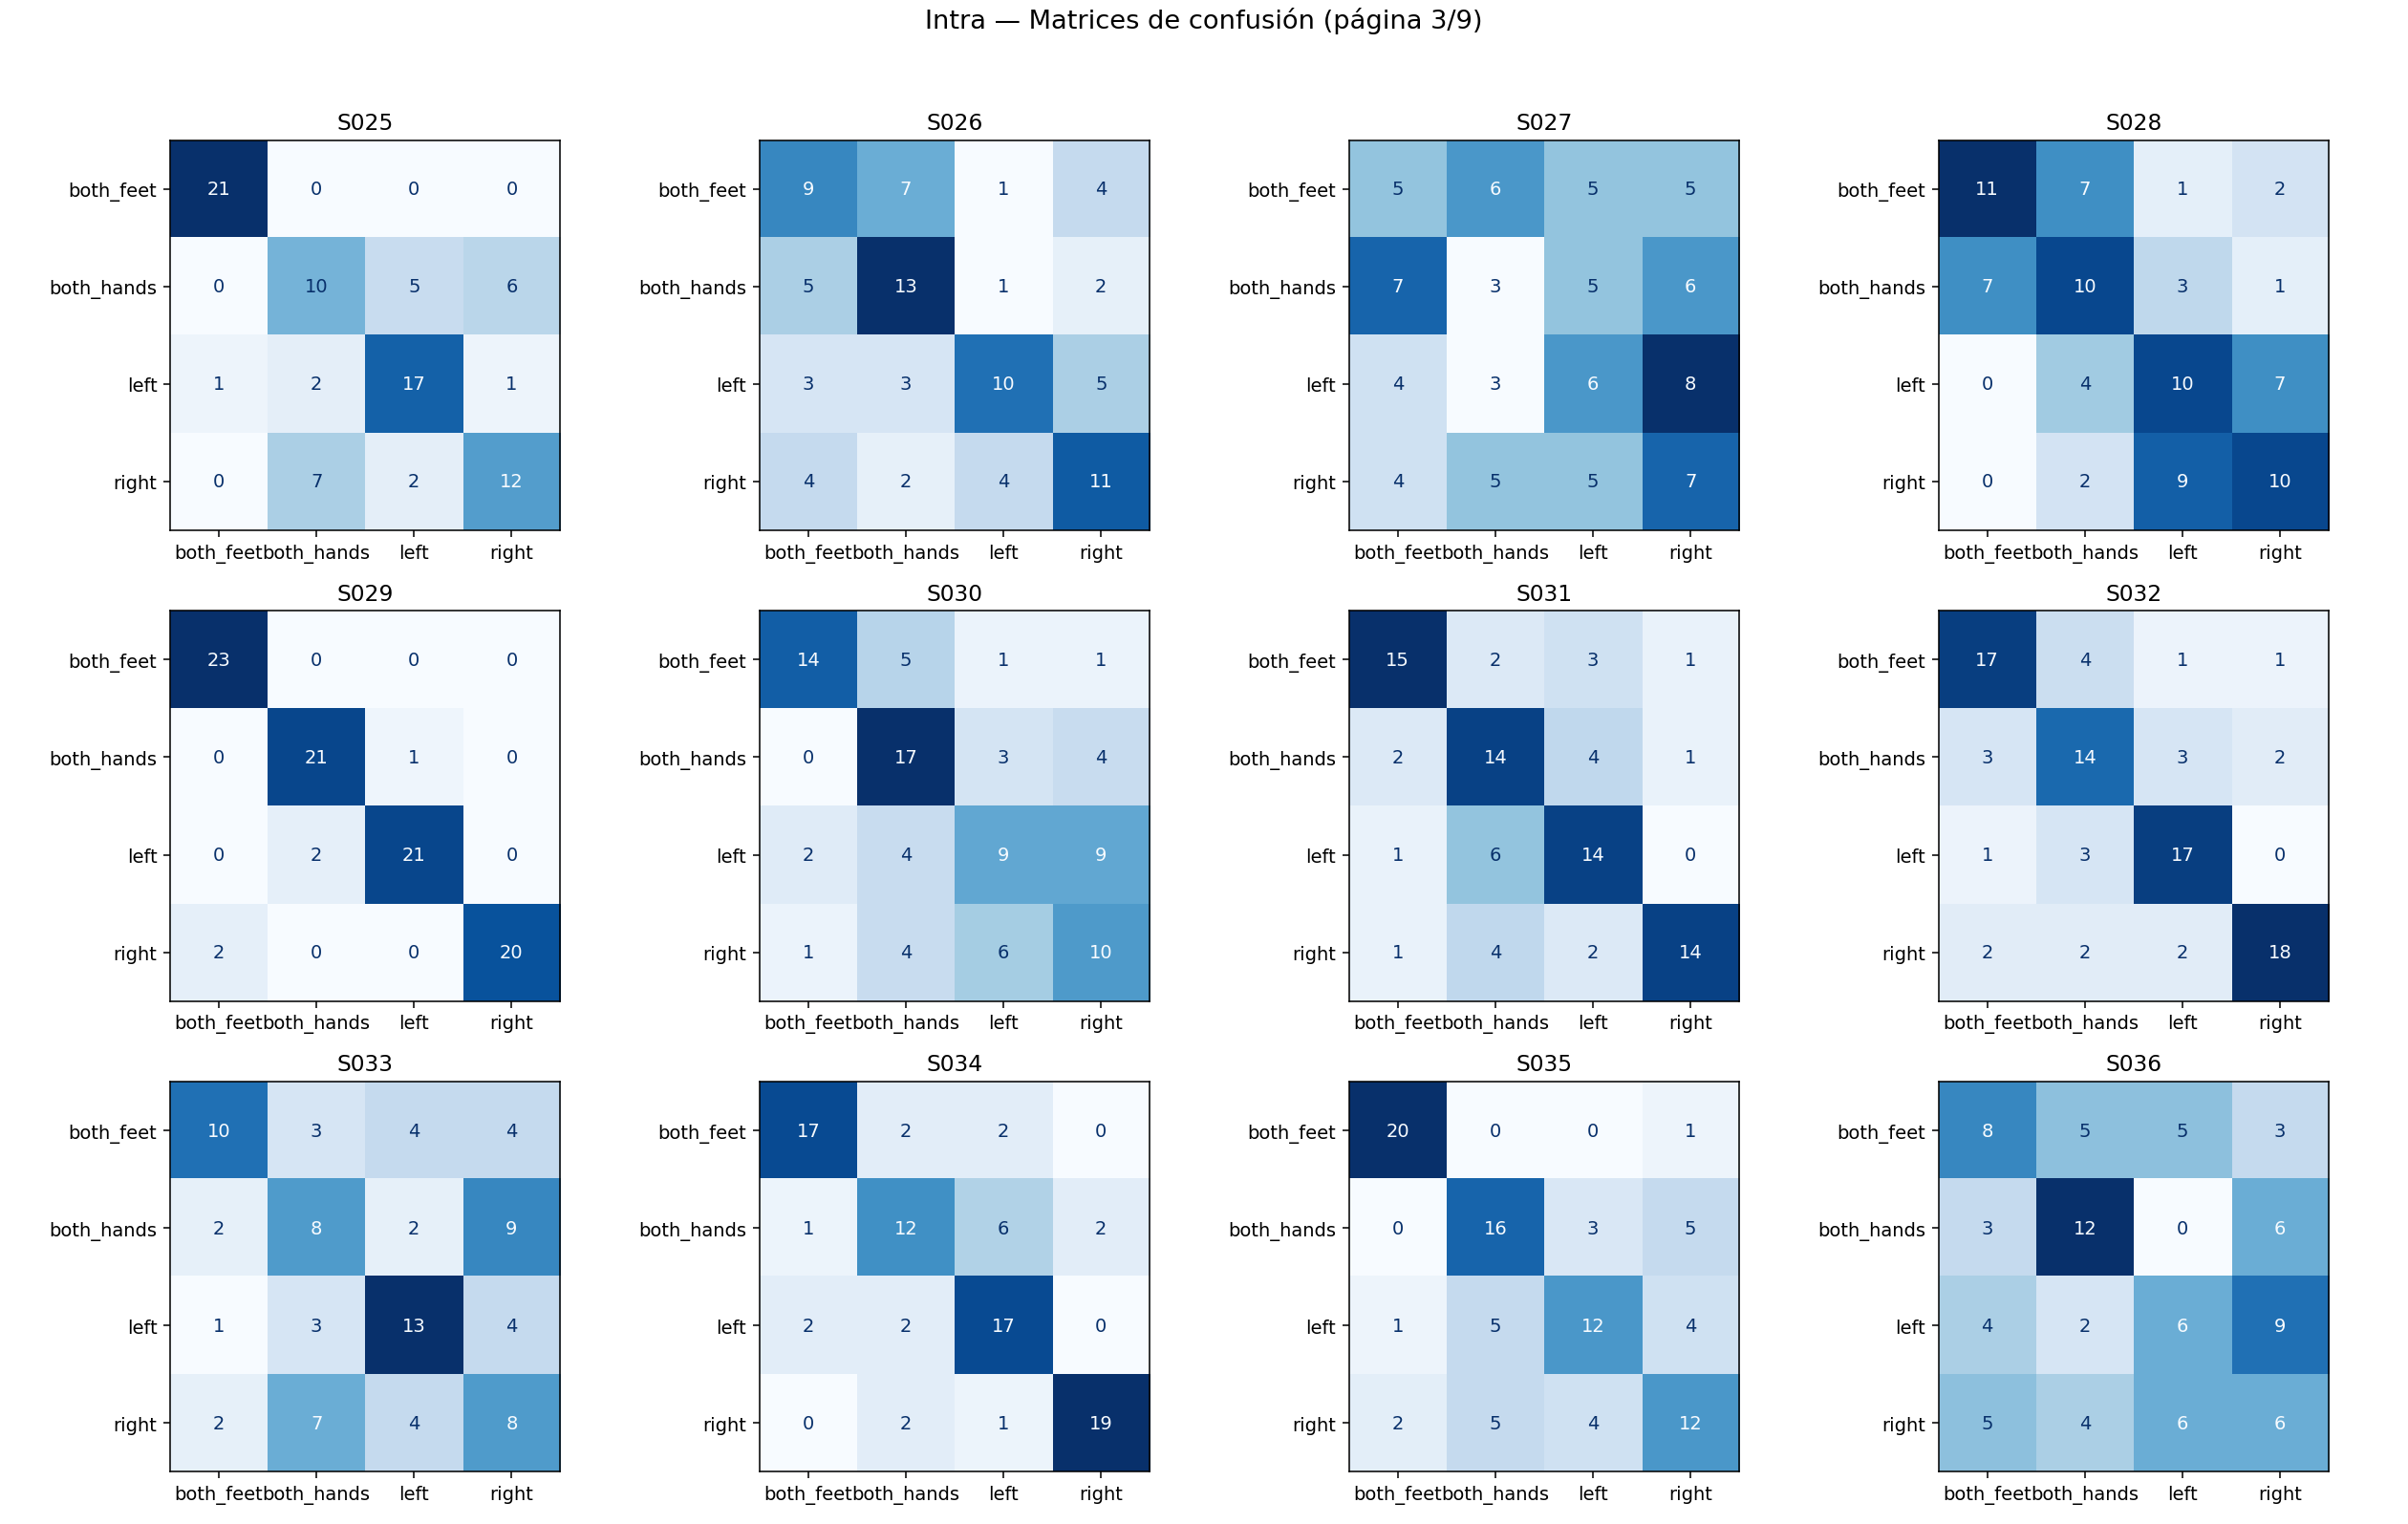 Intra — Matrices de confusión (página 3/9)
S025 S026 S027 S028
both_feet 21 0 0 0 both_feet 9 7 1 4 both_feet 5 6 5 5 both_feet 11 7 1 2
both_hands 0 10 5 6 both_hands 5 13 1 2 both_hands 7 3 5 6 both_hands 7 10 3 1
left 1 2 17 1 left 3 3 10 5 left 4 3 6 8 left 0 4 10 7
right 0 7 2 12 right 4 2 4 11 right 4 5 5 7 right 0 2 9 10
both_feet both_hands left right both_feet both_hands left right both_feet both_hands left right both_feet both_hands left right
S029 S030 S031 S032
both_feet 23 0 0 0 both_feet 14 5 1 1 both_feet 15 2 3 1 both_feet 17 4 1 1
both_hands 0 21 1 0 both_hands 0 17 3 4 both_hands 2 14 4 1 both_hands 3 14 3 2
left 0 2 21 0 left 2 4 9 9 left 1 6 14 0 left 1 3 17 0
right 2 0 0 20 right 1 4 6 10 right 1 4 2 14 right 2 2 2 18
both_feet both_hands left right both_feet both_hands left right both_feet both_hands left right both_feet both_hands left right
S033 S034 S035 S036
both_feet 10 3 4 4 both_feet 17 2 2 0 both_feet 20 0 0 1 both_feet 8 5 5 3
both_hands 2 8 2 9 both_hands 1 12 6 2 both_hands 0 16 3 5 both_hands 3 12 0 6
left 1 3 13 4 left 2 2 17 0 left 1 5 12 4 left 4 2 6 9
right 2 7 4 8 right 0 2 1 19 right 2 5 4 12 right 5 4 6 6
both_feet both_hands left right both_feet both_hands left right both_feet both_hands left right both_feet both_hands left right